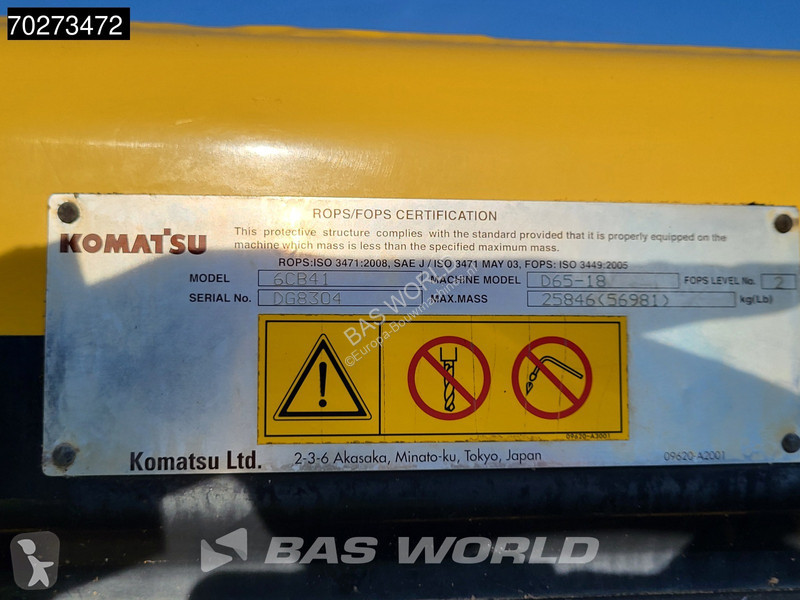 70273472
ROPS/FOPS CERTIFICATION
KOMATSU
This protective structure complies with the standard provided that it is properly equipped on the
machine which mass is less than the specified maximum mass.
ROPS:ISO 3471:2008, SAE J / ISO 3471 MAY 03, FOPS: ISO 3449:2005
MODEL 6CB41 MACHINE MODEL D65-18 FOPS LEVEL No. 2
SERIAL No. DG8304 MAX.MASS 25846(56981) kg(Lb)
BAS WORLD
©Europa-Bouwmachines.nl
09620-A3001
Komatsu Ltd. 2-3-6 Akasaka, Minato-ku, Tokyo, Japan 09620-A2001
BAS WORLD